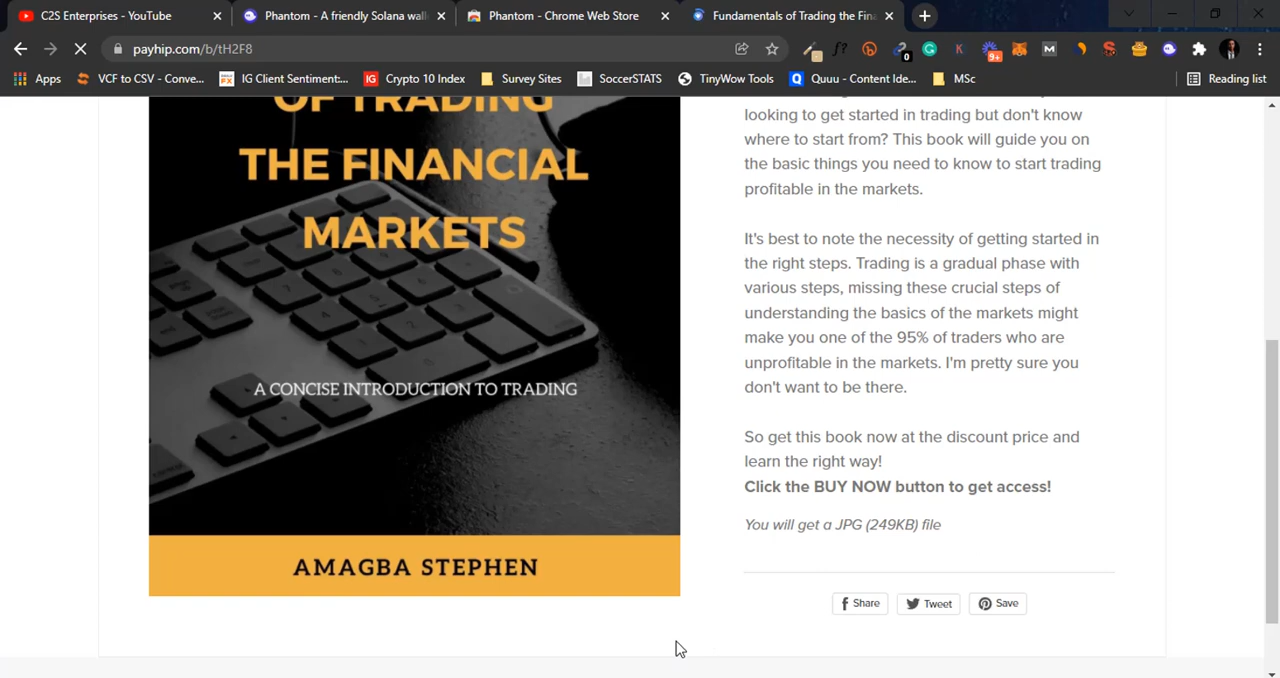 C2S Enterprises - YouTube
Phantom - A friendly Solana wall
Phantom - Chrome Web Store
Fundamentals of Trading the Fina
payhip.com/b/tH2F8
Apps
VCF to CSV - Conve...
IG Client Sentiment:...
Crypto 10 Index
Survey Sites
SoccerSTATS
TinyWow Tools
Quuu - Content Ide...
MSc
Reading list
OF TRADING
THE FINANCIAL
MARKETS
A CONCISE INTRODUCTION TO TRADING
AMAGBA STEPHEN
looking to get started in trading but don't know
where to start from? This book will guide you on
the basic things you need to know to start trading
profitable in the markets.
It's best to note the necessity of getting started in
the right steps. Trading is a gradual phase with
various steps, missing these crucial steps of
understanding the basics of the markets might
make you one of the 95% of traders who are
unprofitable in the markets. I'm pretty sure you
don't want to be there.
So get this book now at the discount price and
learn the right way!
Click the BUY NOW button to get access!
You will get a JPG (249KB) file
Share
Tweet
Save